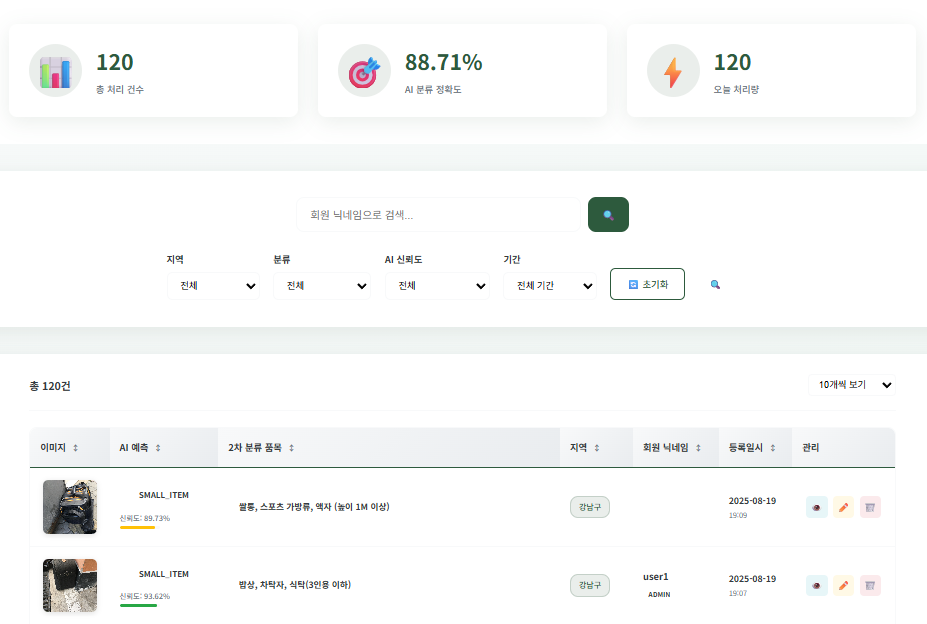 120
총 처리 건수
88.71%
AI 분류 정확도
120
오늘 처리량
회원 닉네임으로 검색...
지역
분류
AI 신뢰도
기간
전체
전체
전체
전체 기간
초기화
총 120건
10개씩 보기
이미지 AI 예측 2차 분류 품목 지역 회원 닉네임 등록일시 관리
SMALL_ITEM
신뢰도: 89.73%
쌀통, 스포츠 가방류, 액자 (높이 1M 이상)
강남구
2025-08-19
19:09
SMALL_ITEM
신뢰도: 93.62%
밥상, 차탁자, 식탁(3인용 이하)
강남구
user1
ADMIN
2025-08-19
19:07